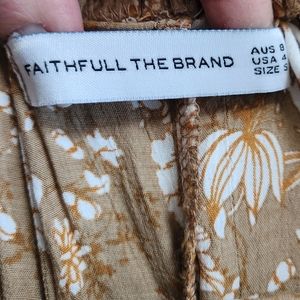 FAITHFULL THE BRAND
AUS 8
USA 4
SIZE S